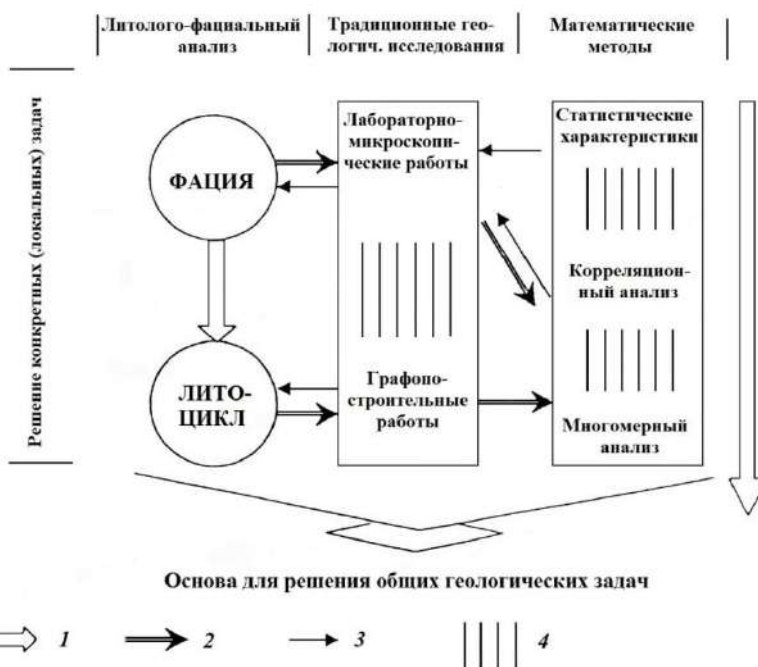 Литолого-фациальный
анализ
Традиционные гео-
логич. исследования
Математические
методы
Решение конкретных (локальных) задач
ФАЦИЯ
Лабораторно-
микроскопи-
ческие работы
Статистические
характеристики
Корреляцион-
ный анализ
ЛИТО-
ЦИКЛ
Графопо-
строительные
работы
Многомерный
анализ
Основа для решения общих геологических задач
1
2
3
4